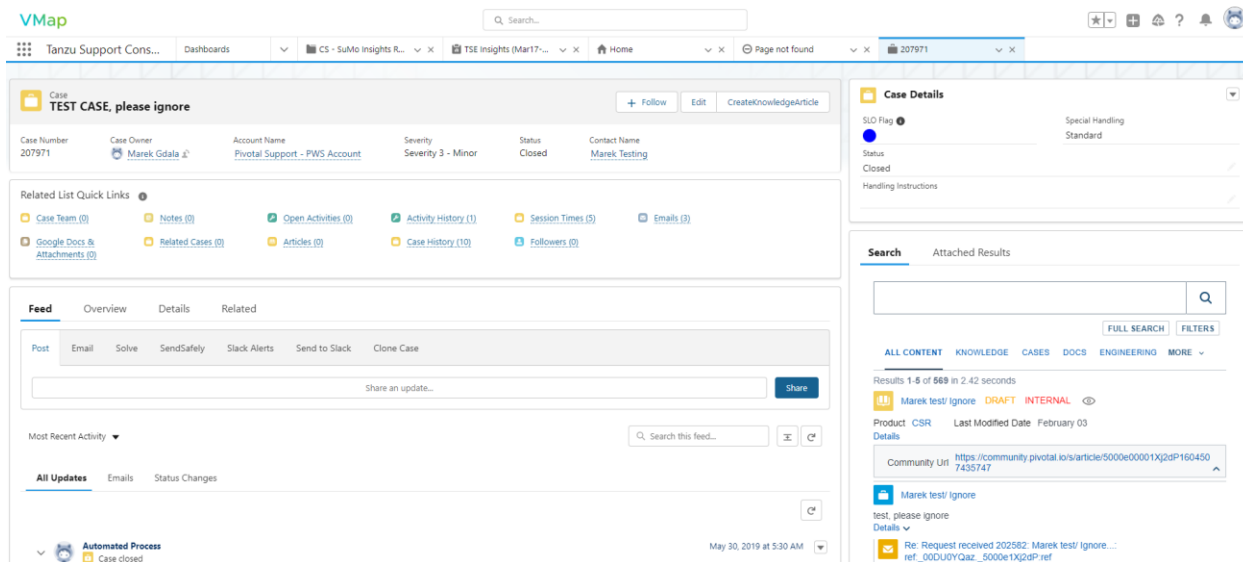 VMap
Search...
Tanzu Support Cons...
Dashboards
CS - SuMo Insights R...
TSE Insights (Mar17-...
Home
Page not found
207971
Case
TEST CASE, please ignore
+ Follow
Edit
CreateKnowledgeArticle
Case Number
Case Owner
Account Name
Severity
Status
Contact Name
207971
Marek Gdala
Pivotal Support - PWS Account
Severity 3 - Minor
Closed
Marek Testing
Related List Quick Links
Case Team (0)
Notes (0)
Open Activities (0)
Activity History (1)
Session Times (5)
Emails (3)
Google Docs &
Attachments (0)
Related Cases (0)
Articles (0)
Case History (10)
Followers (0)
Feed
Overview
Details
Related
Post
Email
Solve
SendSafely
Slack Alerts
Send to Slack
Clone Case
Share an update...
Share
Most Recent Activity
Search this feed...
All Updates
Emails
Status Changes
Automated Process
Case closed
May 30, 2019 at 5:30 AM
Case Details
SLO Flag
Special Handling
Standard
Status
Closed
Handling Instructions
Search
Attached Results
FULL SEARCH
FILTERS
ALL CONTENT
KNOWLEDGE
CASES
DOCS
ENGINEERING
MORE
Results 1-5 of 569 in 2.42 seconds
Marek test/ Ignore DRAFT INTERNAL
Product CSR Last Modified Date February 03
Details
Community Url
https://community.pivotal.io/s/article/5000e00001Xj2dP160450
7435747
Marek test/ Ignore
test, please ignore
Details
Re: Request received 202582: Marek test/ Ignore...:
ref:_00DU0YQaz._5000e1Xj2dP:ref